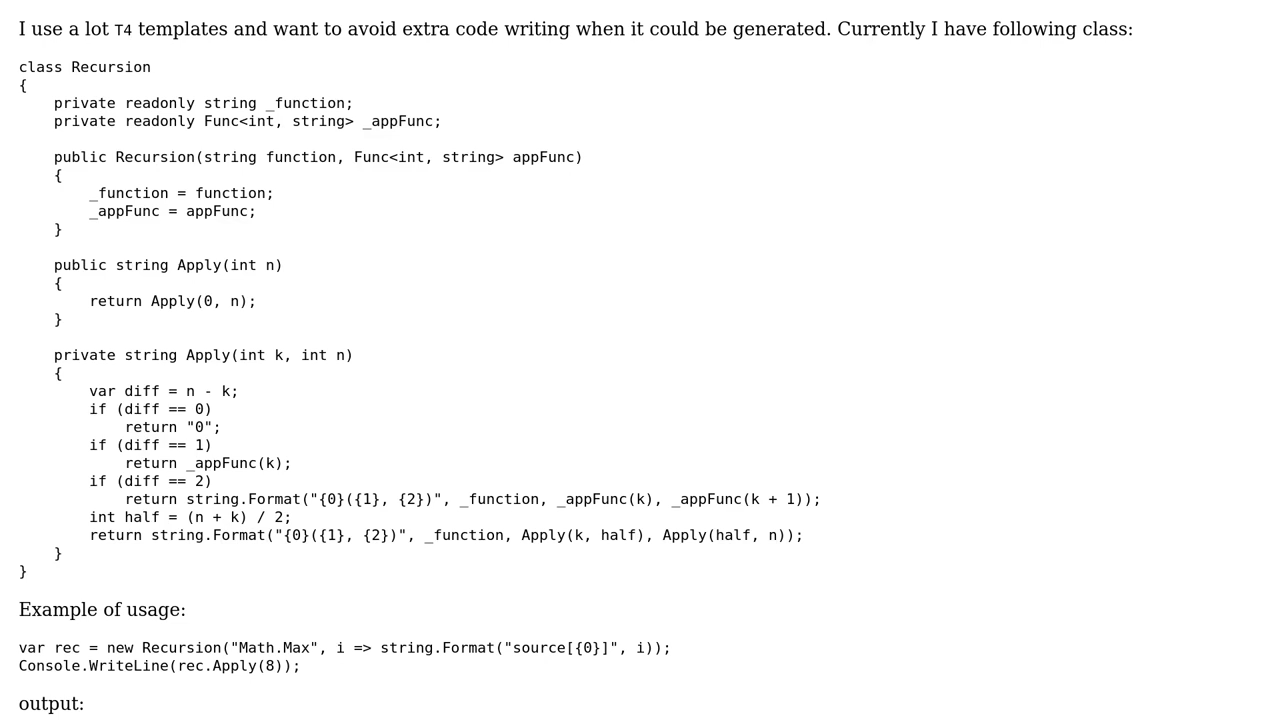 I use a lot T4 templates and want to avoid extra code writing when it could be generated. Currently I have following class:
class Recursion
{
    private readonly string _function;
    private readonly Func<int, string> _appFunc;

    public Recursion(string function, Func<int, string> appFunc)
    {
        _function = function;
        _appFunc = appFunc;
    }

    public string Apply(int n)
    {
        return Apply(0, n);
    }

    private string Apply(int k, int n)
    {
        var diff = n - k;
        if (diff == 0)
            return "0";
        if (diff == 1)
            return _appFunc(k);
        if (diff == 2)
            return string.Format("{0}({1}, {2})", _function, _appFunc(k), _appFunc(k + 1));
        int half = (n + k) / 2;
        return string.Format("{0}({1}, {2})", _function, Apply(k, half), Apply(half, n));
    }
}
Example of usage:
var rec = new Recursion("Math.Max", i => string.Format("source[{0}]", i));
Console.WriteLine(rec.Apply(8));
output: